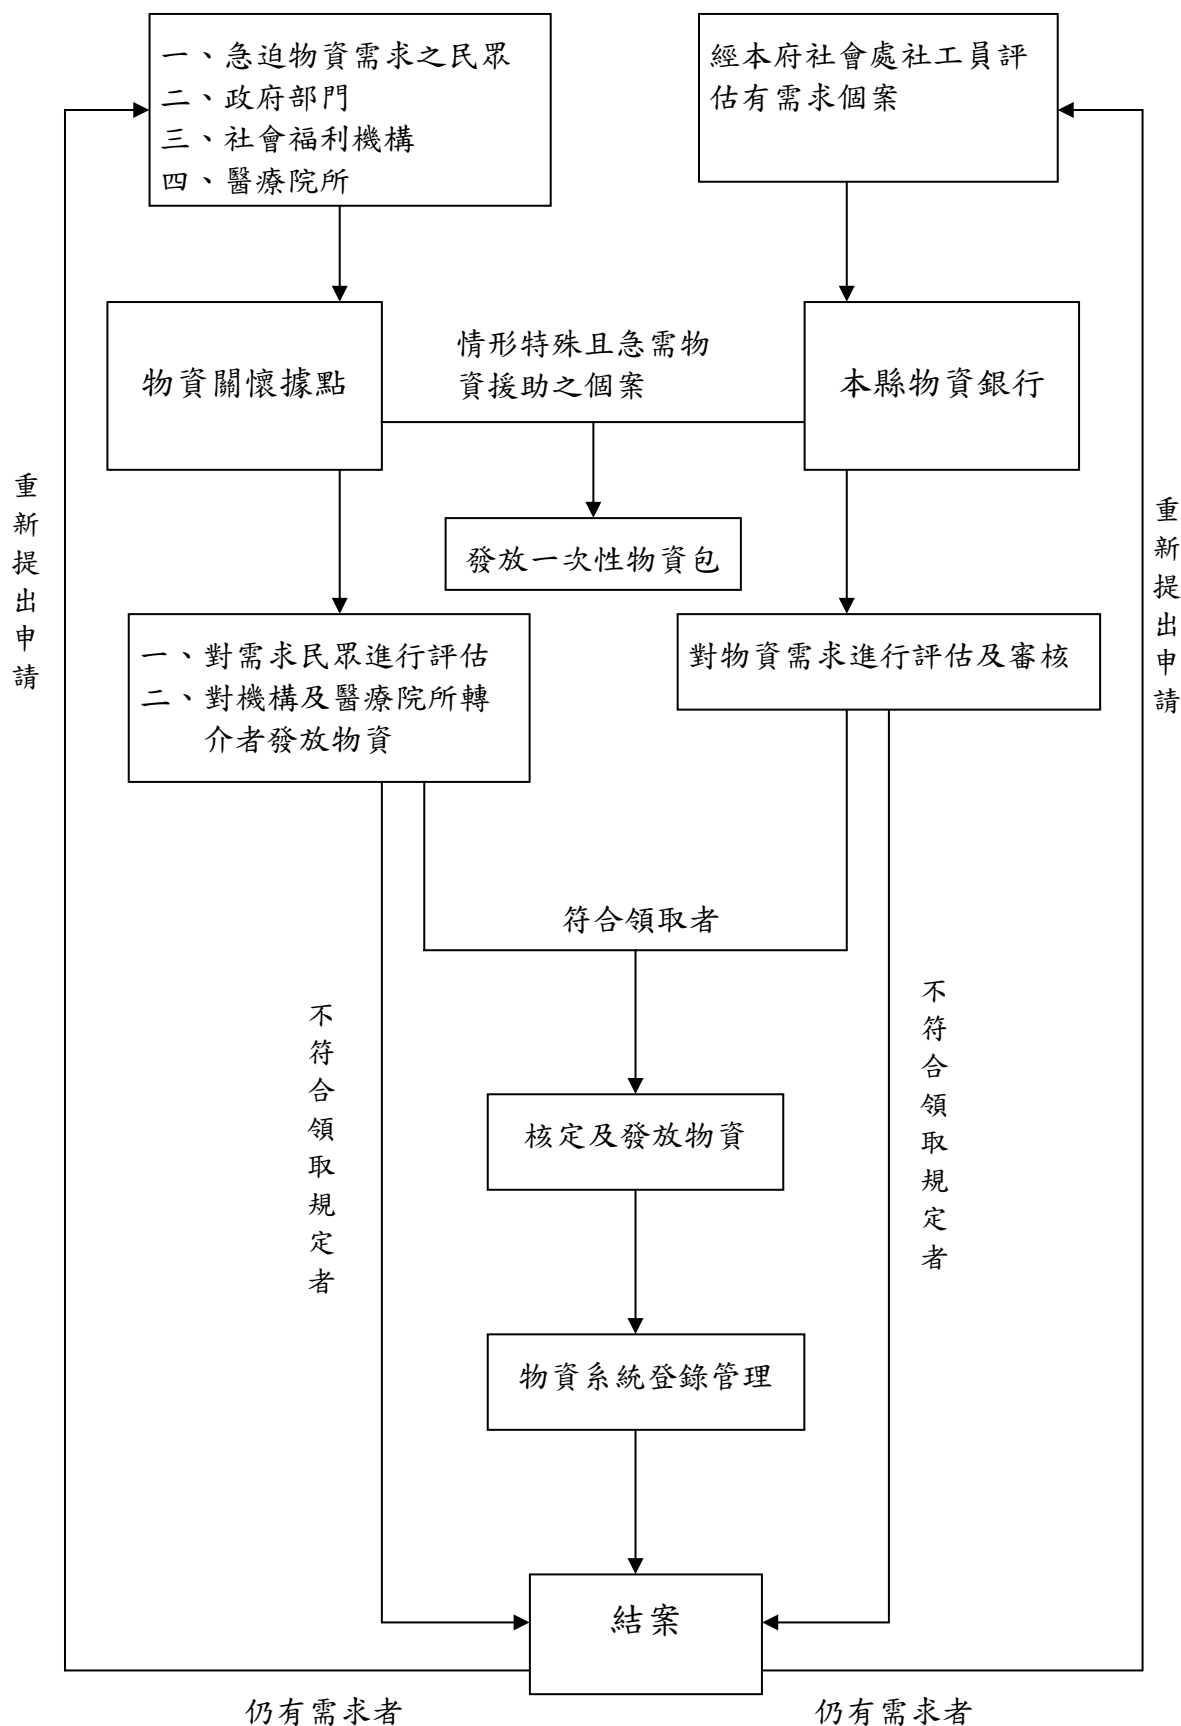 一、急迫物資需求之民眾
二、政府部門
三、社會福利機構
四、醫療院所
經本府社會處社工員評
估有需求個案
物資關懷據點
情形特殊且急需物
資援助之個案
本縣物資銀行
發放一次性物資包
重新提出申請
重新提出申請
一、對需求民眾進行評估
二、對機構及醫療院所轉
介者發放物資
對物資需求進行評估及審核
符合領取者
不符合領取規定者
不符合領取規定者
核定及發放物資
物資系統登錄管理
結案
仍有需求者
仍有需求者